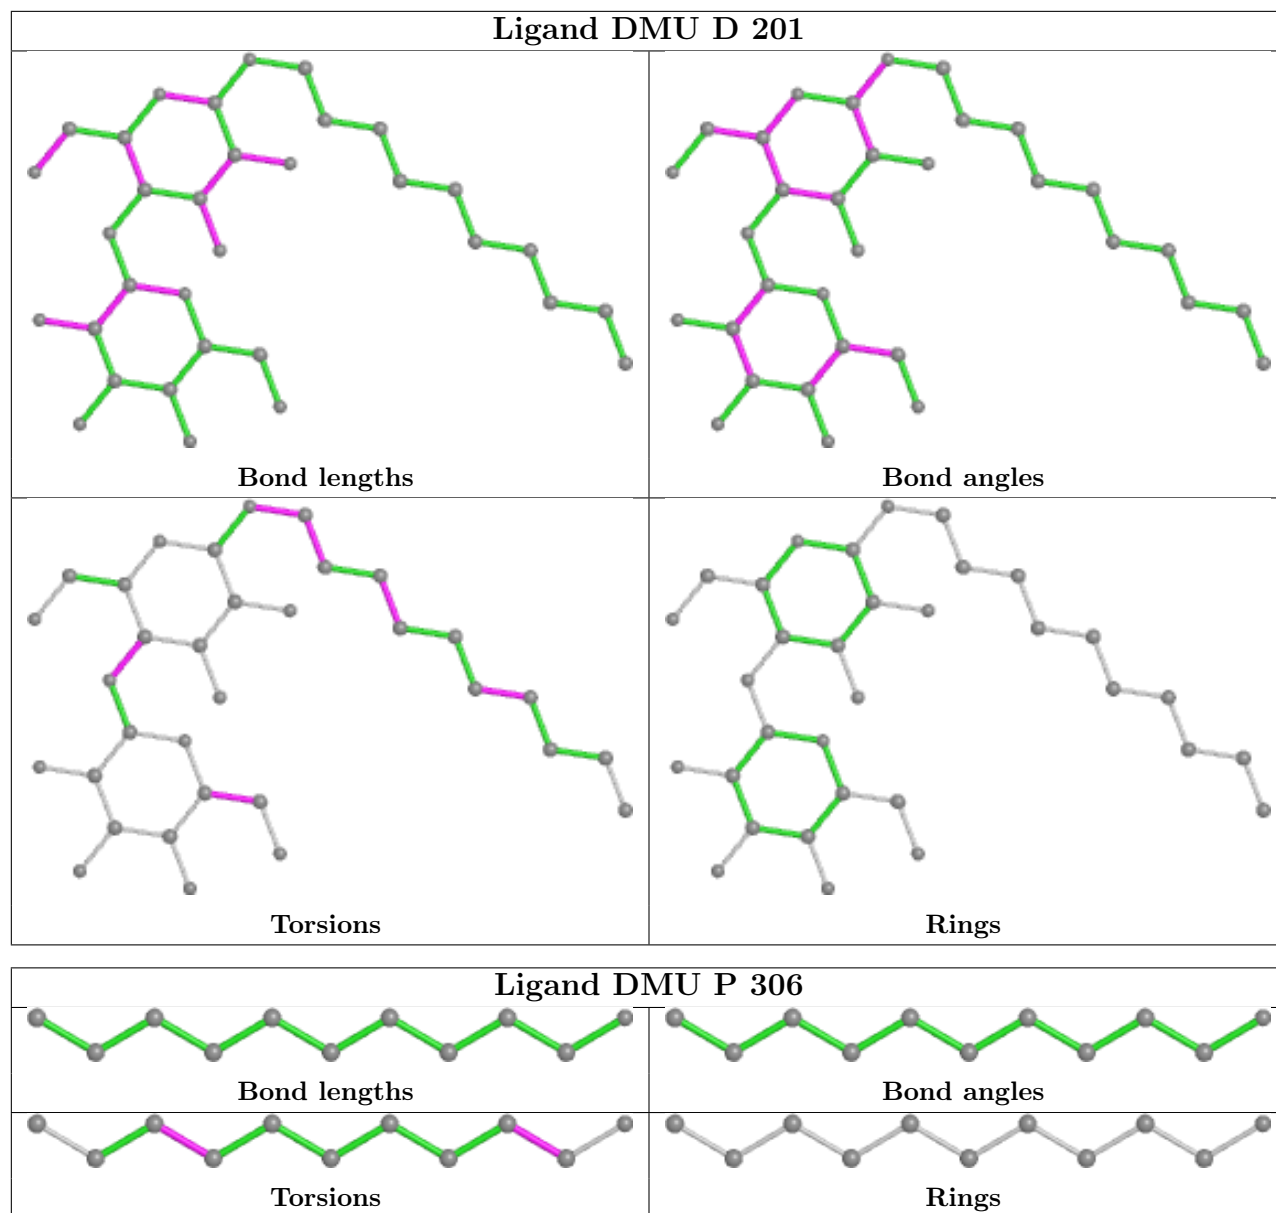 Ligand DMU D 201
Bond lengths
Bond angles
Torsions
Rings
Ligand DMU P 306
Bond lengths
Bond angles
Torsions
Rings